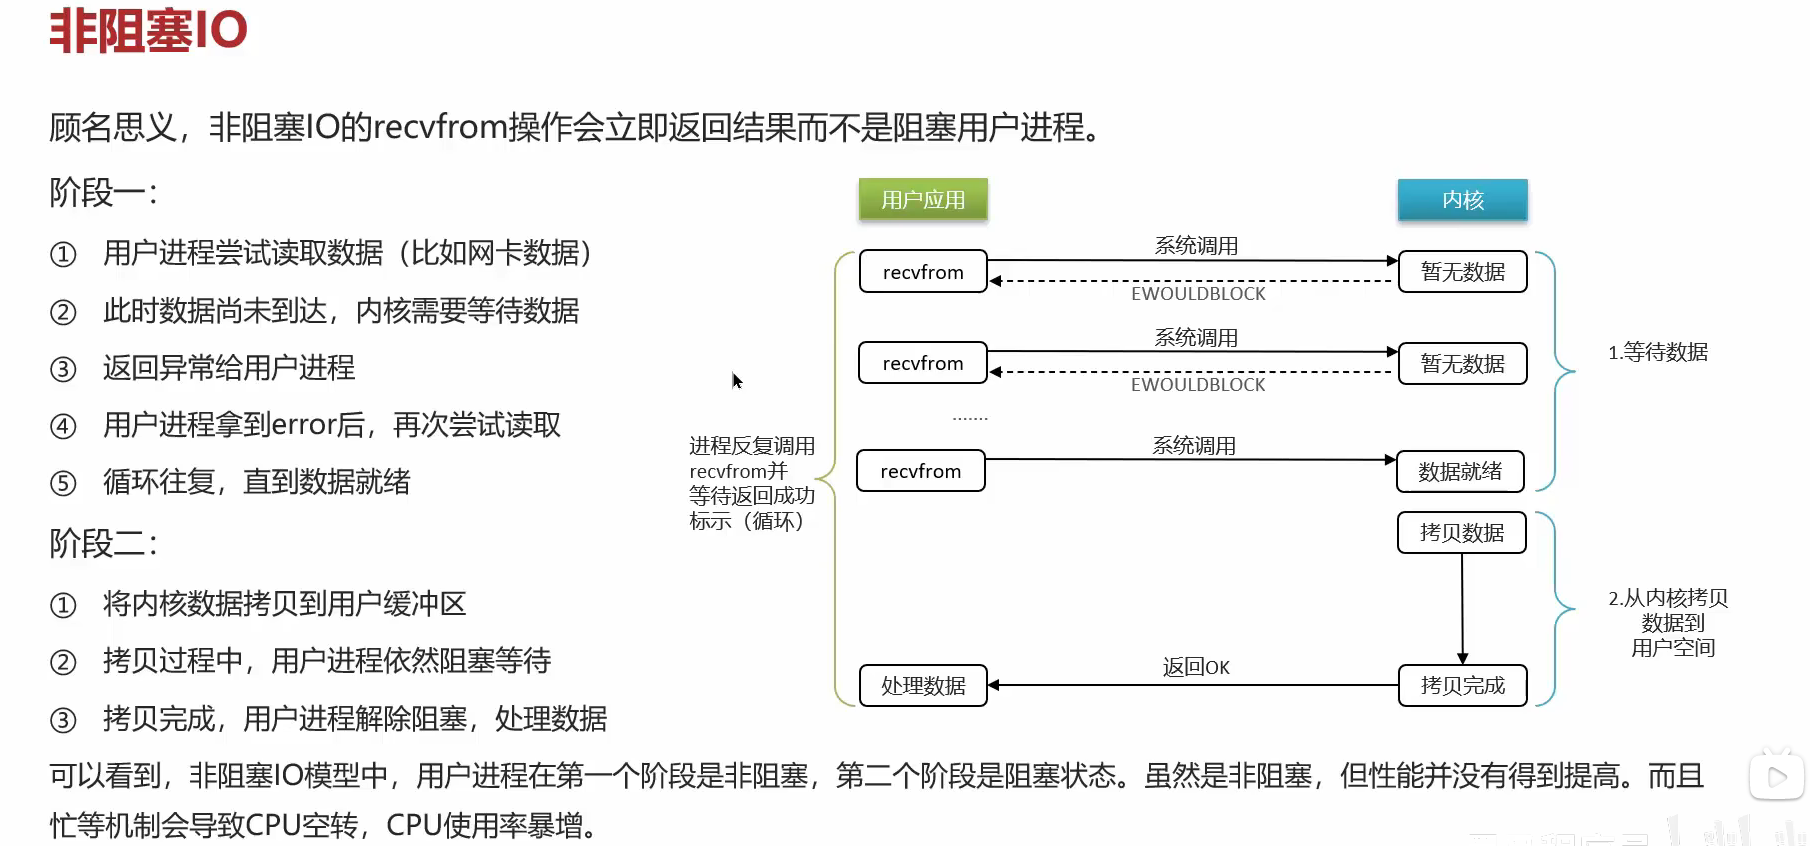 非阻塞IO
顾名思义，非阻塞IO的recvfrom操作会立即返回结果而不是阻塞用户进程。
阶段一：
① 用户进程尝试读取数据（比如网卡数据）
② 此时数据尚未到达，内核需要等待数据
③ 返回异常给用户进程
④ 用户进程拿到error后，再次尝试读取
⑤ 循环往复，直到数据就绪
阶段二：
① 将内核数据拷贝到用户缓冲区
② 拷贝过程中，用户进程依然阻塞等待
③ 拷贝完成，用户进程解除阻塞，处理数据
用户应用
内核
recvfrom
系统调用
暂无数据
EWOULDBLOCK
recvfrom
系统调用
暂无数据
EWOULDBLOCK
.......
recvfrom
系统调用
数据就绪
进程反复调用
recvfrom并
等待返回成功
标示（循环）
1.等待数据
拷贝数据
2.从内核拷贝
数据到
用户空间
处理数据
返回OK
拷贝完成
可以看到，非阻塞IO模型中，用户进程在第一个阶段是非阻塞，第二个阶段是阻塞状态。虽然是非阻塞，但性能并没有得到提高。而且
忙等机制会导致CPU空转，CPU使用率暴增。